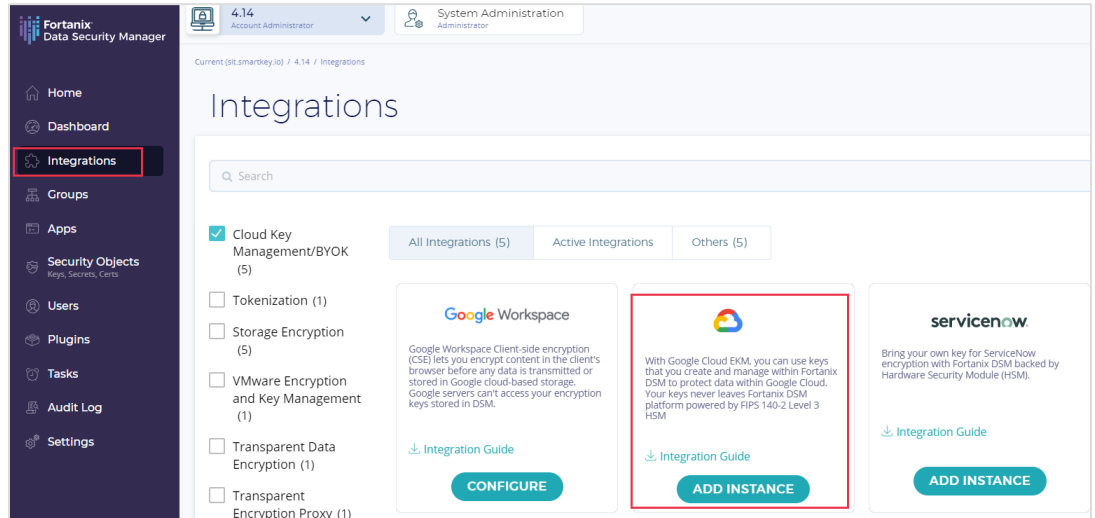 Fortanix®
Data Security Manager
4.14
Account Administrator
System Administration
Administrator
Current (sit.smartkey.io) / 4.14 / Integrations
Home
Dashboard
Integrations
Groups
Apps
Security Objects
Keys, Secrets, Certs
Users
Plugins
Tasks
Audit Log
Settings
Integrations
Search
Cloud Key
Management/BYOK
(5)
Tokenization (1)
Storage Encryption
(5)
VMware Encryption
and Key Management
(1)
Transparent Data
Encryption (1)
Transparent
Encryption Proxy (1)
All Integrations (5)
Active Integrations
Others (5)
Google Workspace
Google Workspace Client-side encryption
(CSE) lets you encrypt content in the client's
browser before any data is transmitted or
stored in Google cloud-based storage.
Google servers can't access your encryption
keys stored in DSM.
Integration Guide
CONFIGURE
With Google Cloud EKM, you can use keys
that you create and manage within Fortanix
DSM to protect data within Google Cloud.
Your keys never leaves Fortanix DSM
platform powered by FIPS 140-2 Level 3
HSM
Integration Guide
ADD INSTANCE
servicenow.
Bring your own key for ServiceNow
encryption with Fortanix DSM backed by
Hardware Security Module (HSM).
Integration Guide
ADD INSTANCE